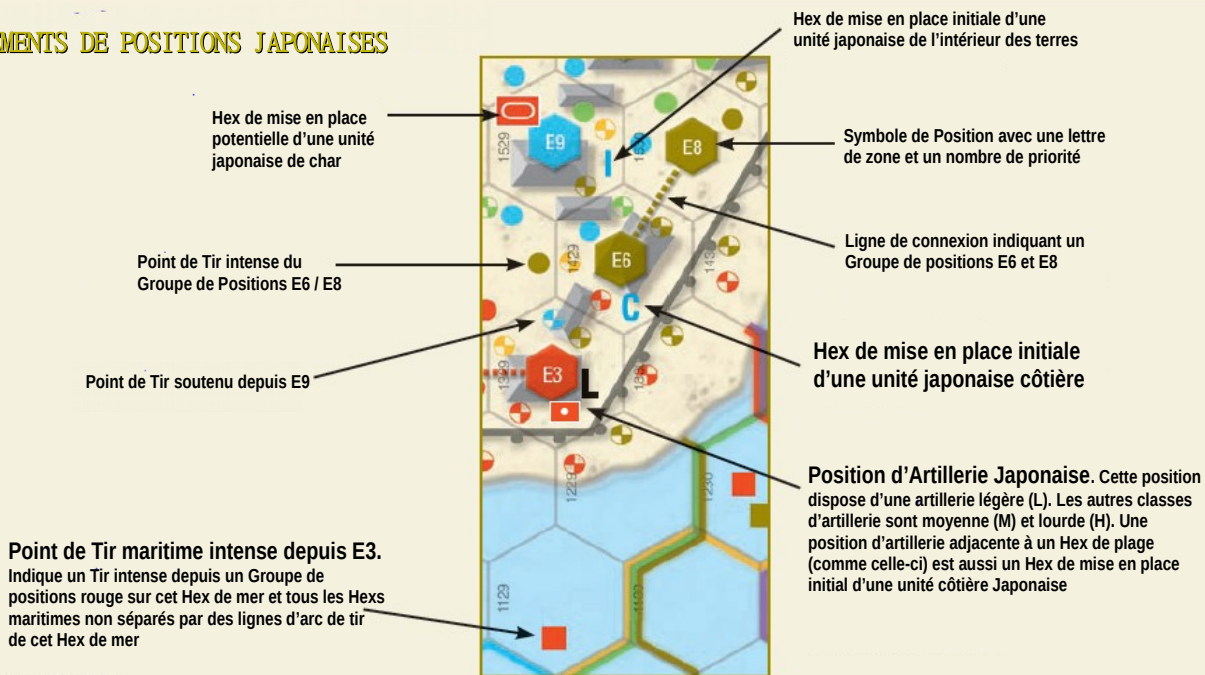 EMENTS DE POSITIONS JAPONAISES
Hex de mise en place initiale d’une
unité japonaise de l’intérieur des terres
Hex de mise en place
potentielle d’une unité
japonaise de char
Symbole de Position avec une lettre
de zone et un nombre de priorité
Ligne de connexion indiquant un
Groupe de positions E6 et E8
Point de Tir intense du
Groupe de Positions E6 / E8
Point de Tir soutenu depuis E9
Hex de mise en place initiale
d’une unité japonaise côtière
Position d’Artillerie Japonaise. Cette position
dispose d’une artillerie légère (L). Les autres classes
d’artillerie sont moyenne (M) et lourde (H). Une
position d’artillerie adjacente à un Hex de plage
(comme celle-ci) est aussi un Hex de mise en place
initial d’une unité côtière Japonaise
Point de Tir maritime intense depuis E3.
Indique un Tir intense depuis un Groupe de
positions rouge sur cet Hex de mer et tous les Hexs
maritimes non séparés par des lignes d’arc de tir
de cet Hex de mer
1529
E9
I
E8
1429
E6
C
E3
L
1229
1230
1129